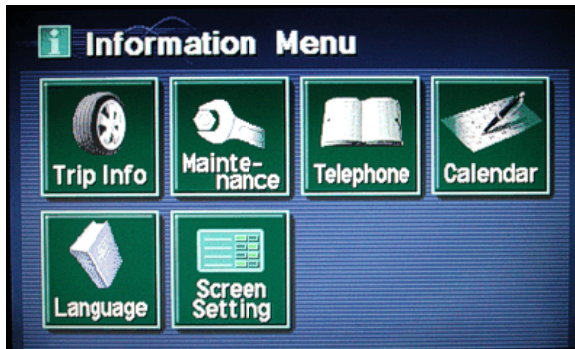 i Information Menu
Trip Info
Mainte-
nance
Telephone
Calendar
Language
Screen
Setting